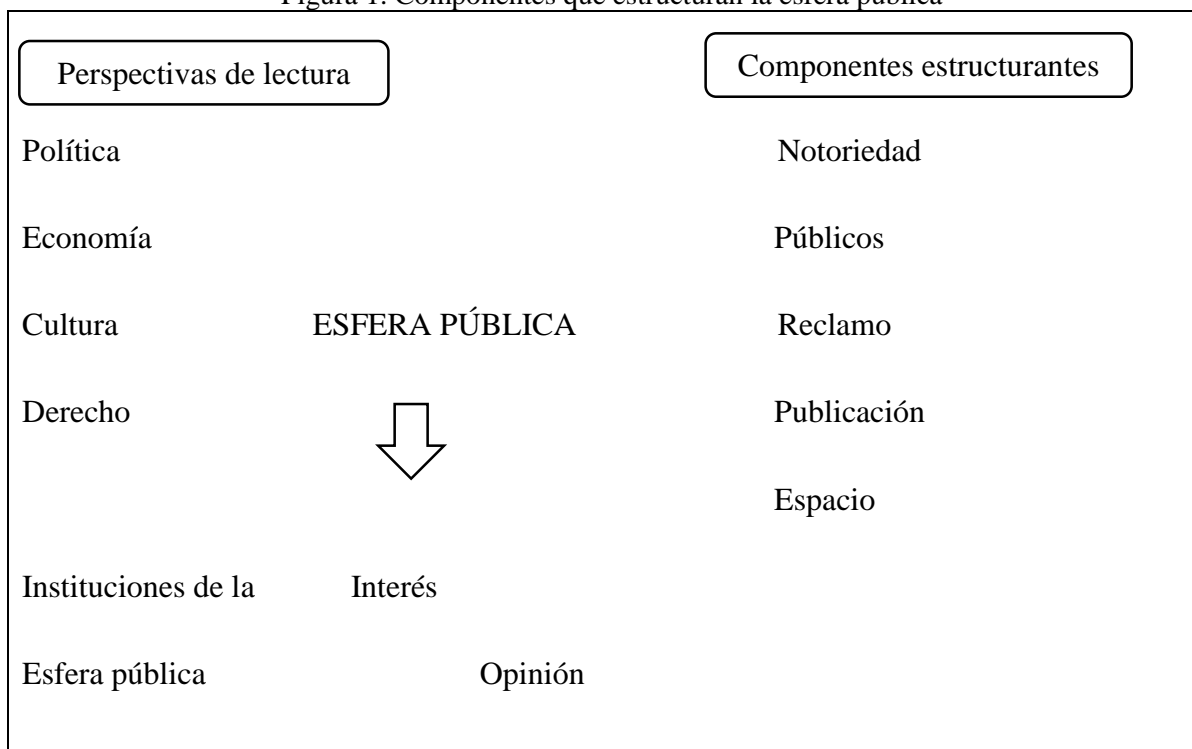 Figura 1. Componentes que estructuran la esfera pública
Perspectivas de lectura
Componentes estructurantes
Política
Notoriedad
Economía
Públicos
Cultura
ESFERA PÚBLICA
Reclamo
Derecho
Publicación
Espacio
Instituciones de la
Interés
Esfera pública
Opinión